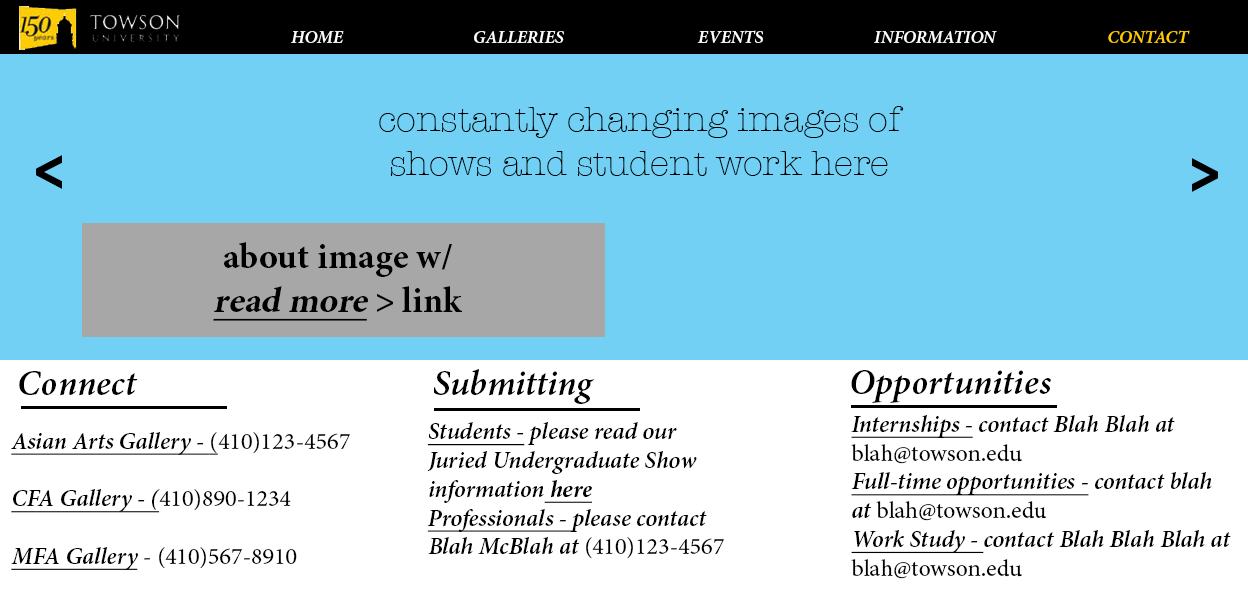 150
years
TOWSON
UNIVERSITY
HOME GALLERIES EVENTS INFORMATION CONTACT
constantly changing images of
shows and student work here
< >
about image w/
read more > link
Connect
Asian Arts Gallery - (410)123-4567
CFA Gallery - (410)890-1234
MFA Gallery - (410)567-8910
Submitting
Students - please read our
Juried Undergraduate Show
information here
Professionals - please contact
Blah McBlah at (410)123-4567
Opportunities
Internships - contact Blah Blah at
blah@towson.edu
Full-time opportunities - contact blah
at blah@towson.edu
Work Study - contact Blah Blah Blah at
blah@towson.edu